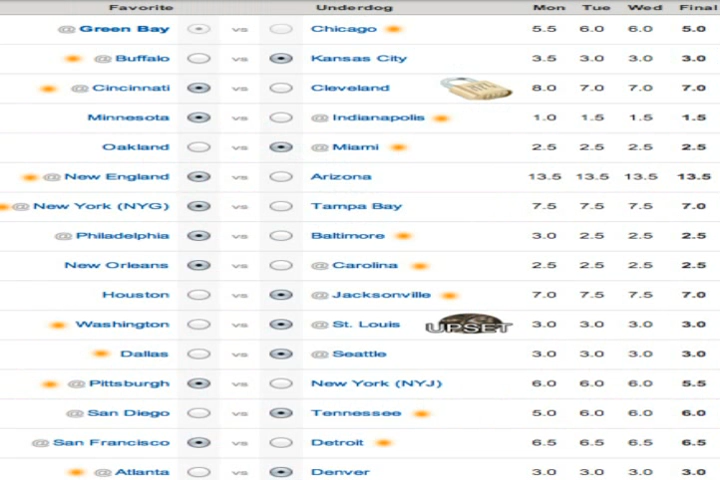 Favorite Underdog Mon Tue Wed Final
@ Green Bay vs Chicago 5.5 6.0 6.0 5.0
@ Buffalo vs Kansas City 3.5 3.0 3.0 3.0
@ Cincinnati vs Cleveland 8.0 7.0 7.0 7.0
Minnesota vs @ Indianapolis 1.0 1.5 1.5 1.5
Oakland vs @ Miami 2.5 2.5 2.5 2.5
@ New England vs Arizona 13.5 13.5 13.5 13.5
@ New York (NYG) vs Tampa Bay 7.5 7.5 7.5 7.0
@ Philadelphia vs Baltimore 3.0 2.5 2.5 2.5
New Orleans vs @ Carolina 2.5 2.5 2.5 2.5
Houston vs @ Jacksonville 7.0 7.5 7.5 7.0
Washington vs @ St. Louis UPSET 3.0 3.0 3.0 3.0
Dallas vs @ Seattle 3.0 3.0 3.0 3.0
@ Pittsburgh vs New York (NYJ) 6.0 6.0 6.0 5.5
@ San Diego vs Tennessee 5.0 6.0 6.0 6.0
@ San Francisco vs Detroit 6.5 6.5 6.5 6.5
@ Atlanta vs Denver 3.0 3.0 3.0 3.0